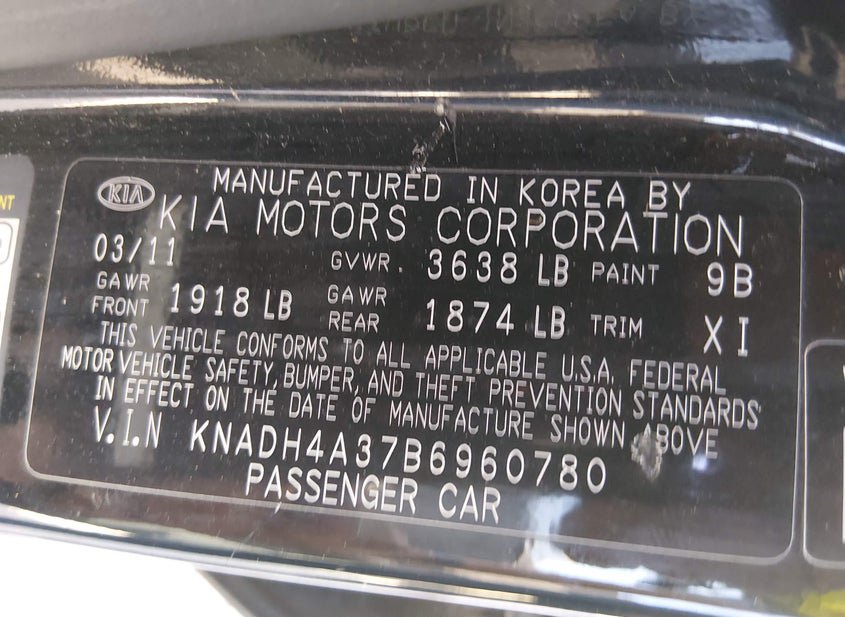 NT
KIA MANUFACTURED IN KOREA BY
KIA MOTORS CORPORATION
03/11 GVWR. 3638 LB PAINT 9B
GAWR FRONT 1918 LB GAWR REAR 1874 LB TRIM XI
THIS VEHICLE CONFORMS TO ALL APPLICABLE U.S.A. FEDERAL
MOTOR VEHICLE SAFETY, BUMPER, AND THEFT PREVENTION STANDARDS
IN EFFECT ON THE DATE OF MANUFACTURE SHOWN ABOVE
V.I.N KNADH4A37B6960780
PASSENGER CAR